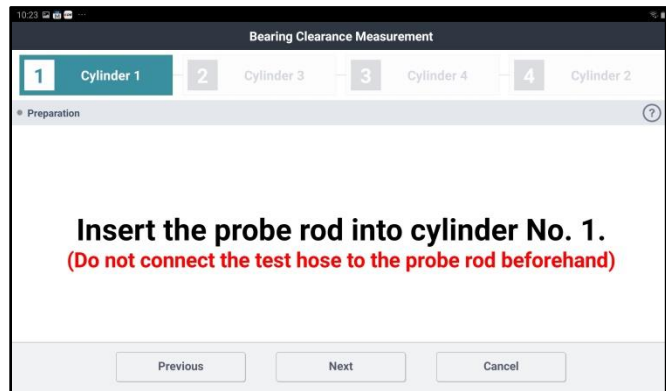 10:23
Bearing Clearance Measurement
1 Cylinder 1 2 Cylinder 3 3 Cylinder 4 4 Cylinder 2
Preparation ?
Insert the probe rod into cylinder No. 1.
(Do not connect the test hose to the probe rod beforehand)
Previous Next Cancel